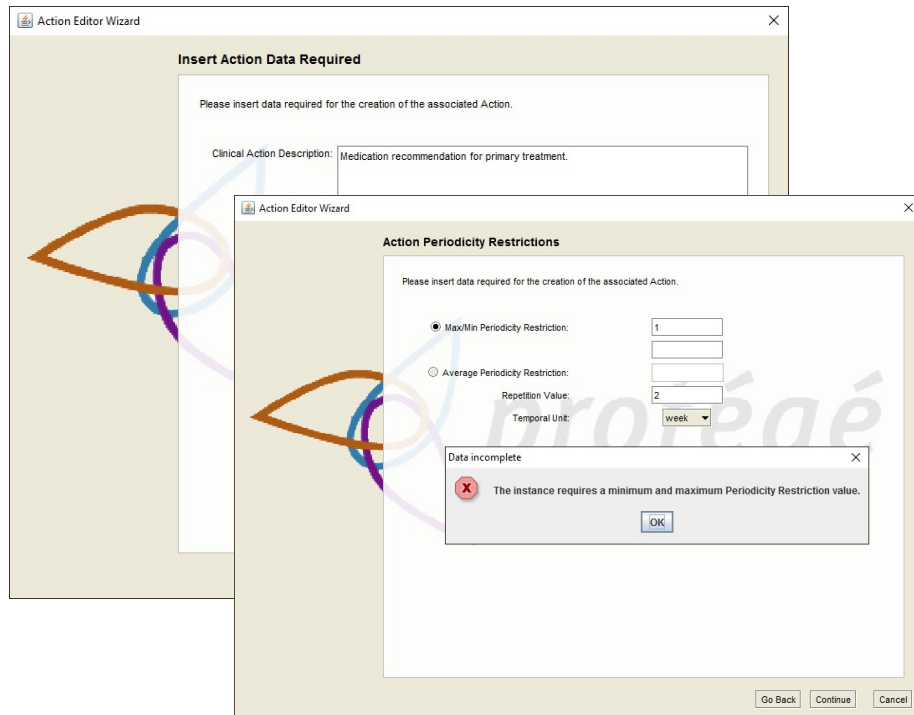 Action Editor Wizard
Insert Action Data Required
Please insert data required for the creation of the associated Action.
Clinical Action Description: Medication recommendation for primary treatment.
Action Editor Wizard
Action Periodicity Restrictions
Please insert data required for the creation of the associated Action.
Max/Min Periodicity Restriction: 1
Average Periodicity Restriction:
Repetition Value: 2
Temporal Unit: week
protégé
Data incomplete
The instance requires a minimum and maximum Periodicity Restriction value.
OK
Go Back Continue Cancel